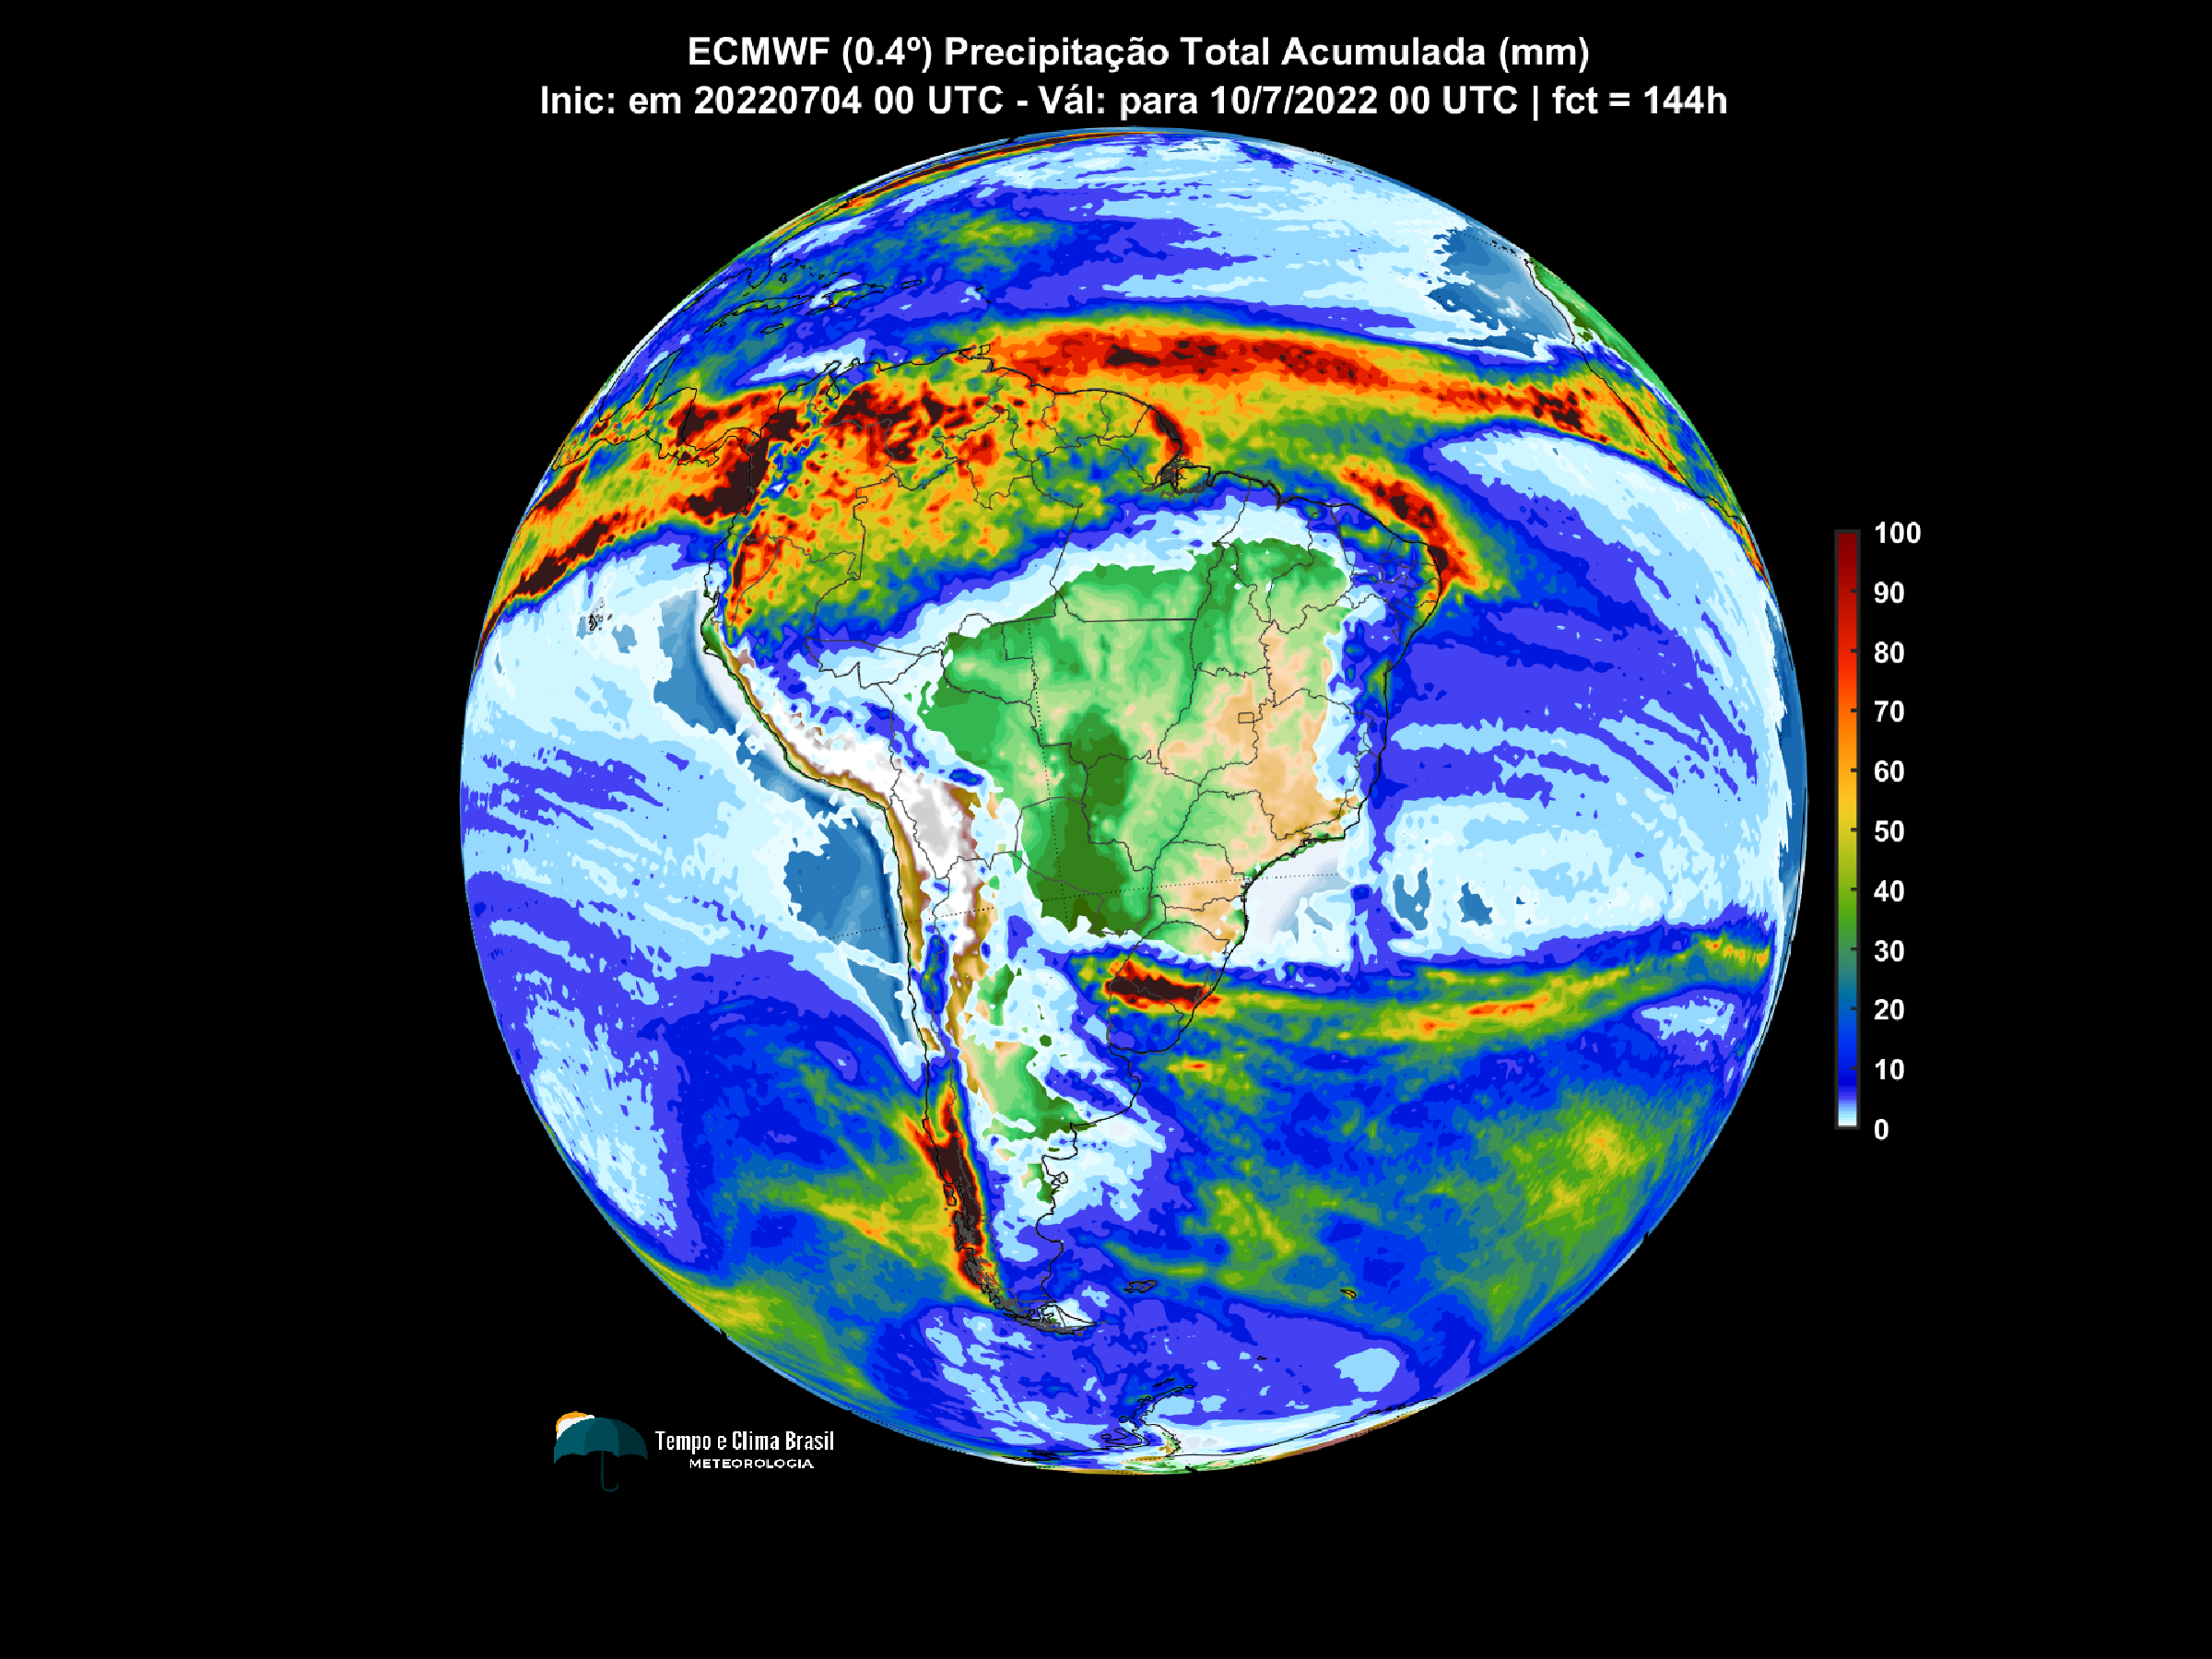 ECMWF (0.4º) Precipitação Total Acumulada (mm)
Inic: em 20220704 00 UTC - Vál: para 10/7/2022 00 UTC | fct = 144h
100
90
80
70
60
50
40
30
20
10
0
Tempo e Clima Brasil
METEOROLOGIA